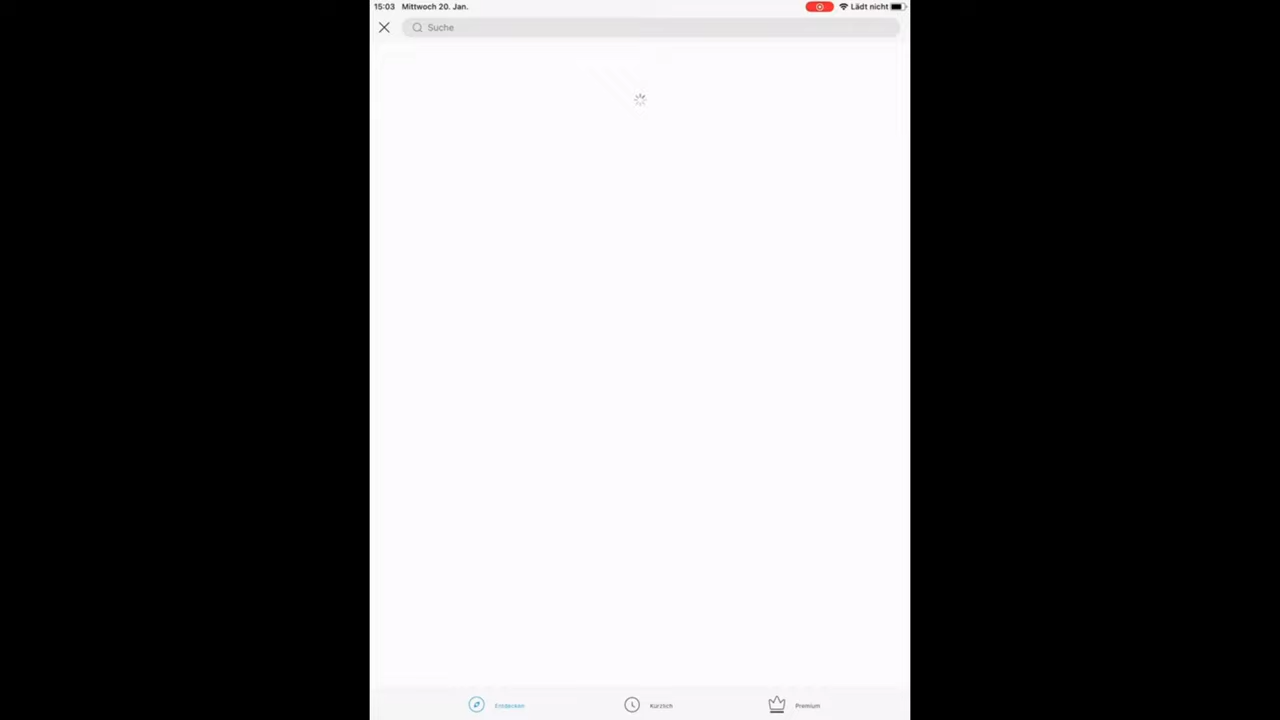 15:03 Mittwoch 20. Jan. Lädt nicht
Suche
Entdecken Kürzlich Premium